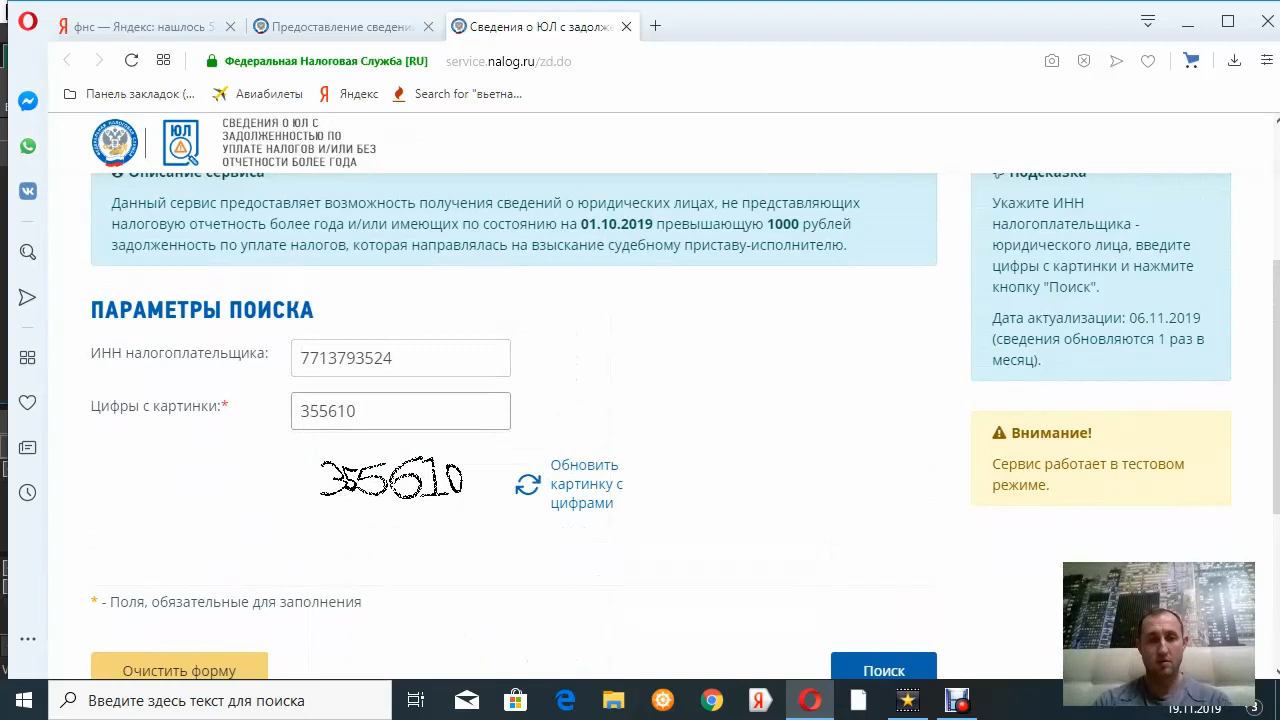 фнс — Яндекс: нашлось 5
Предоставление сведени
Сведения о ЮЛ с задолже
Федеральная Налоговая Служба [RU]
service.nalog.ru/zd.do
Панель закладок (...
Авиабилеты
Яндекс
Search for "вьетна...
ЮЛ
СВЕДЕНИЯ О ЮЛ С
ЗАДОЛЖЕННОСТЬЮ ПО
УПЛАТЕ НАЛОГОВ И/ИЛИ БЕЗ
ОТЧЕТНОСТИ БОЛЕЕ ГОДА
Описание сервиса
Данный сервис предоставляет возможность получения сведений о юридических лицах, не представляющих
налоговую отчетность более года и/или имеющих по состоянию на 01.10.2019 превышающую 1000 рублей
задолженность по уплате налогов, которая направлялась на взыскание судебному приставу-исполнителю.
Подсказка
Укажите ИНН
налогоплательщика -
юридического лица, введите
цифры с картинки и нажмите
кнопку "Поиск".
Дата актуализации: 06.11.2019
(сведения обновляются 1 раз в
месяц).
Внимание!
Сервис работает в тестовом
режиме.
ПАРАМЕТРЫ ПОИСКА
ИНН налогоплательщика:
7713793524
Цифры с картинки:*
355610
355610
Обновить
картинку с
цифрами
* - Поля, обязательные для заполнения
Очистить форму
Поиск
Введите здесь текст для поиска
19.11.2019
3